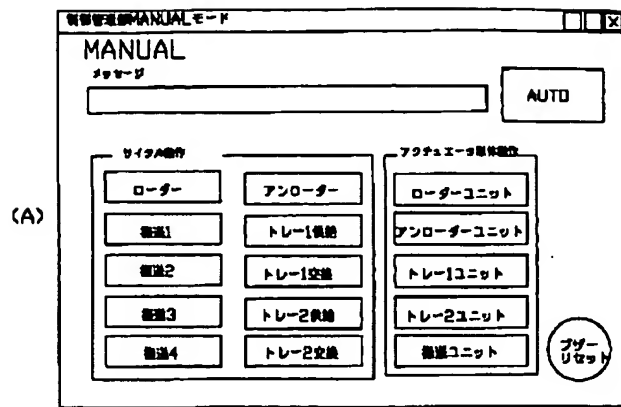 制御管理部MANUALモード
MANUAL
メッセージ
AUTO
サイクル動作
アクチュエータ単体動作
ローダー
アンローダー
ローダーユニット
(A)
搬送1
トレー1供給
アンローダーユニット
搬送2
トレー1交換
トレー1ユニット
搬送3
トレー2供給
トレー2ユニット
搬送4
トレー2交換
搬送ユニット
ブザー
リセット